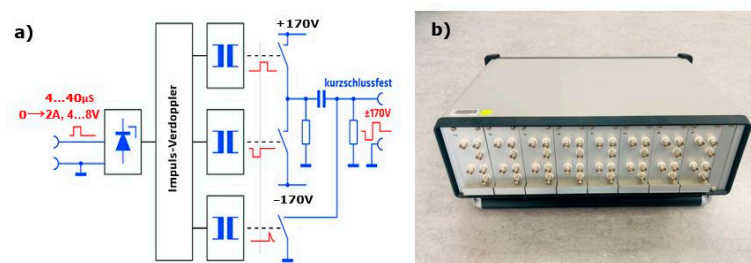 a)
+170V
4...40µs
0→2A, 4...8V
Impuls-Verdoppler
kurzschlussfest
±170V
−170V
b)